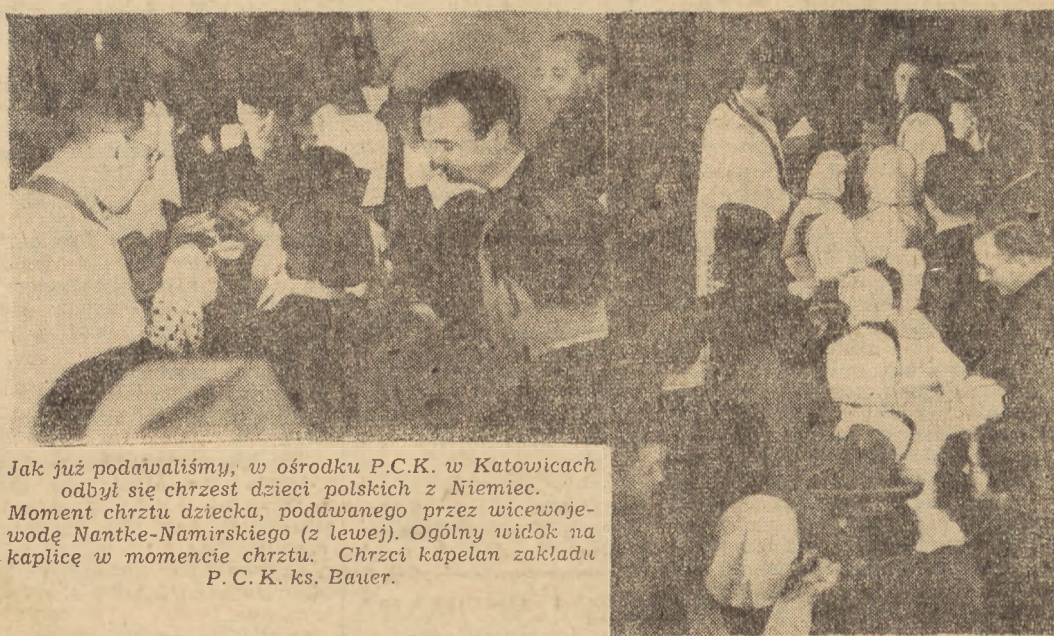 Jak już podawaliśmy, w ośrodku P.C.K. w Katowicach
odbył się chrzest dzieci polskich z Niemiec.
Moment chrztu dziecka, podawanego przez wicewoje-
wodę Nantke-Namirskiego (z lewej). Ogólny widok na
kaplicę w momencie chrztu. Chrzci kapelan zakładu
P. C. K. ks. Bauer.